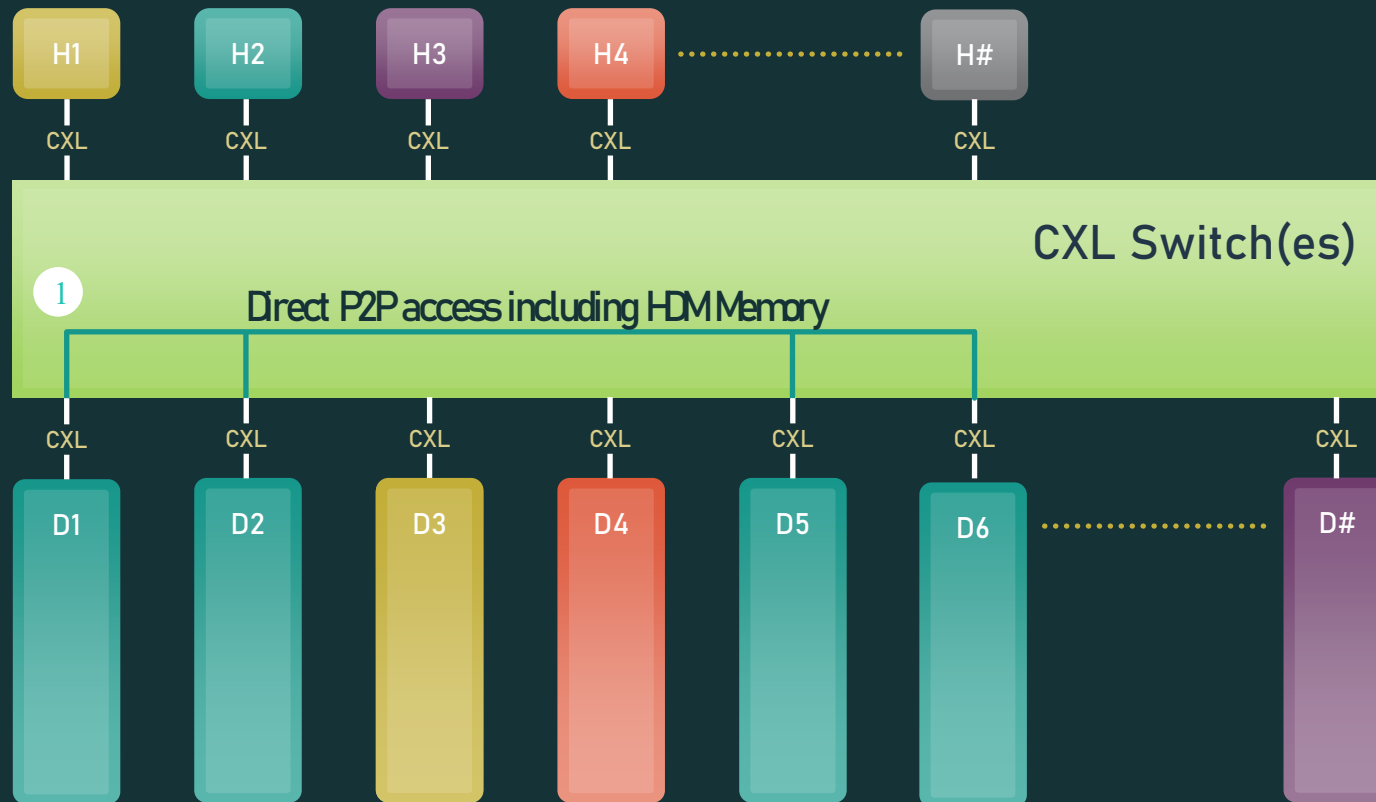 H1 H2 H3 H4 H#
CXL CXL CXL CXL CXL
CXL Switch(es)
1
Direct P2P access including HDM Memory
CXL CXL CXL CXL CXL CXL CXL
D1 D2 D3 D4 D5 D6 D#